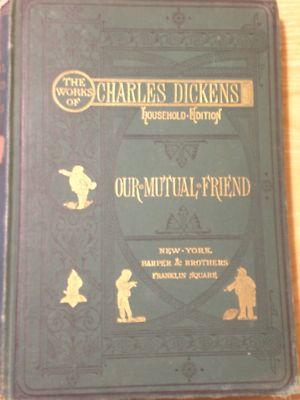 THE WORKS OF
CHARLES DICKENS
HOUSEHOLD·EDITION
OUR·MUTUAL·FRIEND
NEW-YORK
HARPER & BROTHERS
FRANKLIN SQUARE